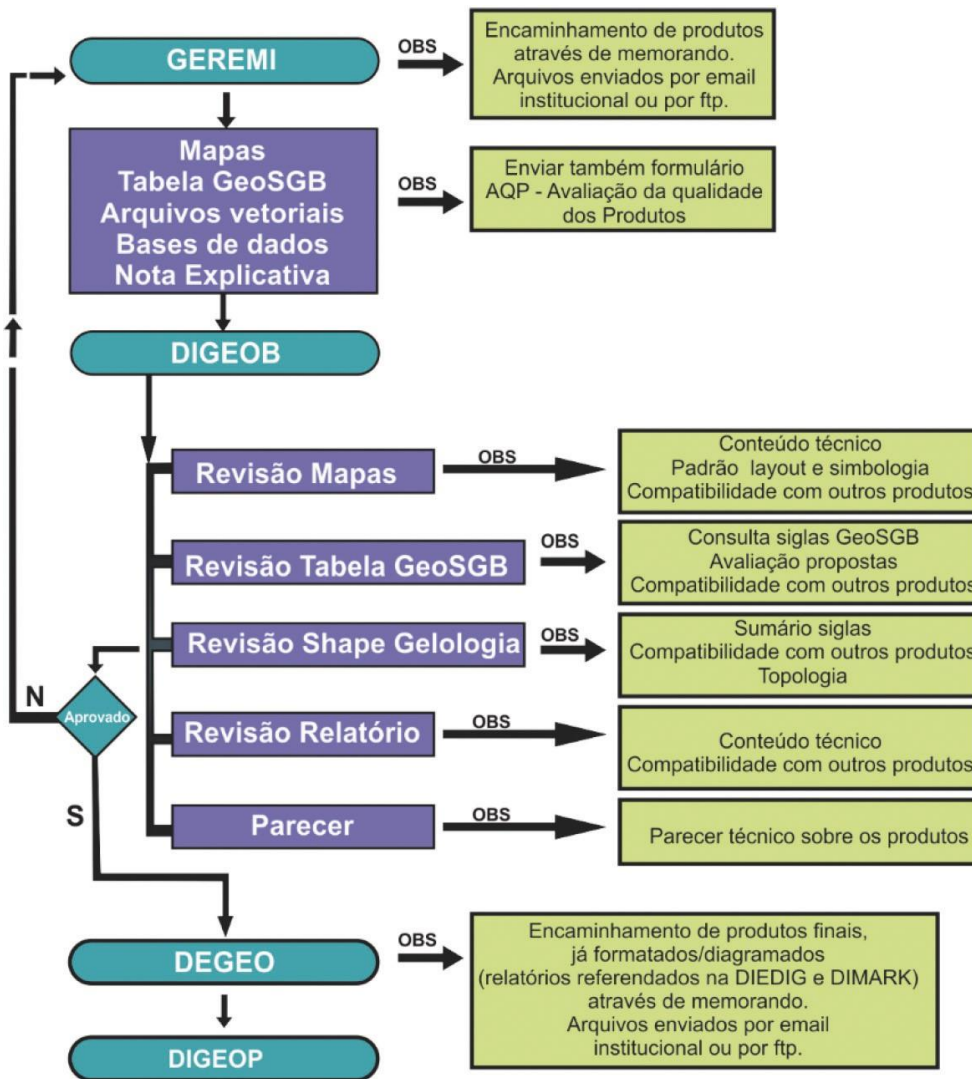 GEREMI
OBS
Encaminhamento de produtos
através de memorando.
Arquivos enviados por email
institucional ou por ftp.
Mapas
Tabela GeoSGB
Arquivos vetoriais
Bases de dados
Nota Explicativa
OBS
Enviar também formulário
AQP - Avaliação da qualidade
dos Produtos
DIGEOB
Revisão Mapas
OBS
Conteúdo técnico
Padrão layout e simbologia
Compatibilidade com outros produtos
Revisão Tabela GeoSGB
OBS
Consulta siglas GeoSGB
Avaliação propostas
Compatibilidade com outros produtos
Revisão Shape Gelologia
OBS
Sumário siglas
Compatibilidade com outros produtos
Topologia
N
Aprovado
S
Revisão Relatório
OBS
Conteúdo técnico
Compatibilidade com outros produtos
Parecer
OBS
Parecer técnico sobre os produtos
DEGEO
OBS
Encaminhamento de produtos finais,
já formatados/diagramados
(relatórios referendados na DIEDIG e DIMARK)
através de memorando.
Arquivos enviados por email
institucional ou por ftp.
DIGEOP